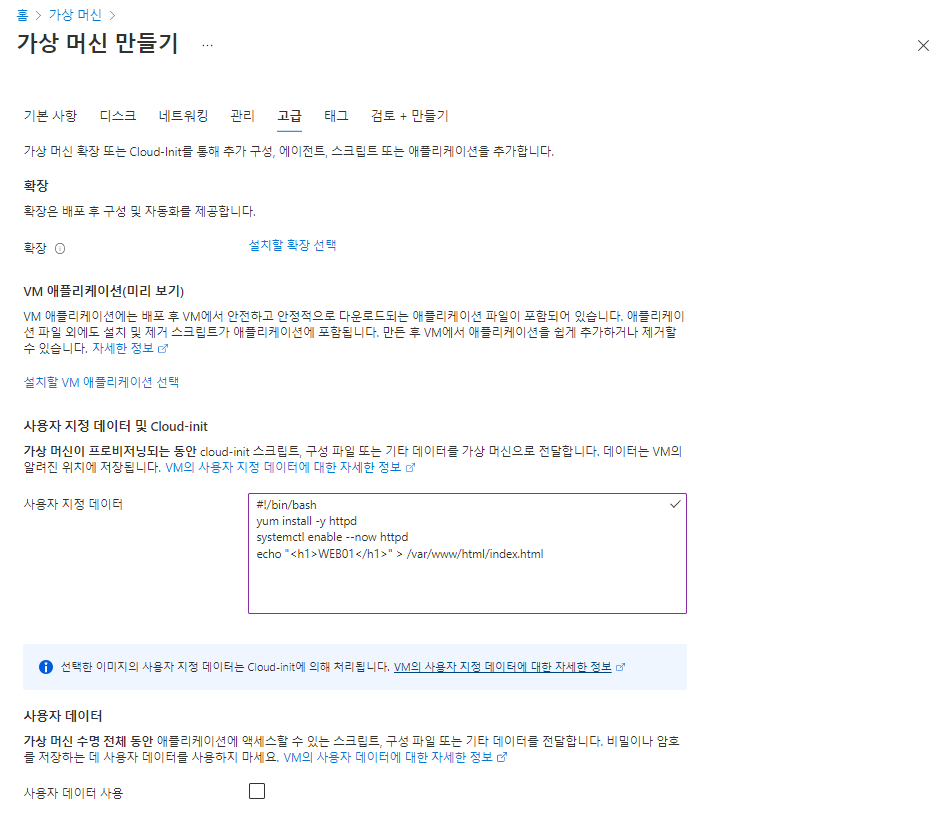 홈 > 가상 머신 >
가상 머신 만들기 ...
기본 사항 디스크 네트워킹 관리 고급 태그 검토 + 만들기
가상 머신 확장 또는 Cloud-Init를 통해 추가 구성, 에이전트, 스크립트 또는 애플리케이션을 추가합니다.
확장
확장은 배포 후 구성 및 자동화를 제공합니다.
확장 설치할 확장 선택
VM 애플리케이션(미리 보기)
VM 애플리케이션에는 배포 후 VM에서 안전하고 안정적으로 다운로드되는 애플리케이션 파일이 포함되어 있습니다. 애플리케이
션 파일 외에도 설치 및 제거 스크립트가 애플리케이션에 포함됩니다. 만든 후 VM에서 애플리케이션을 쉽게 추가하거나 제거할
수 있습니다. 자세한 정보
설치할 VM 애플리케이션 선택
사용자 지정 데이터 및 Cloud-init
가상 머신이 프로비저닝되는 동안 cloud-init 스크립트, 구성 파일 또는 기타 데이터를 가상 머신으로 전달합니다. 데이터는 VM의
알려진 위치에 저장됩니다. VM의 사용자 지정 데이터에 대한 자세한 정보
사용자 지정 데이터
#!/bin/bash
yum install -y httpd
systemctl enable --now httpd
echo "<h1>WEB01</h1>" > /var/www/html/index.html
선택한 이미지의 사용자 지정 데이터는 Cloud-init에 의해 처리됩니다. VM의 사용자 지정 데이터에 대한 자세한 정보
사용자 데이터
가상 머신 수명 전체 동안 애플리케이션에 액세스할 수 있는 스크립트, 구성 파일 또는 기타 데이터를 전달합니다. 비밀이나 암호
를 저장하는 데 사용자 데이터를 사용하지 마세요. VM의 사용자 데이터에 대한 자세한 정보
사용자 데이터 사용